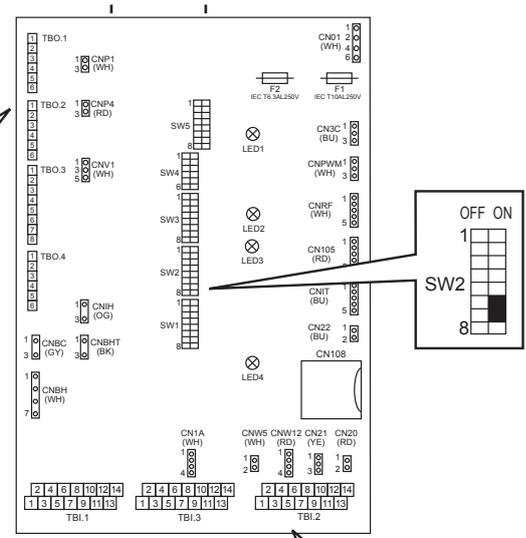 TBO.1
1
2
3
4
5
6
1
3
CNP1
(WH)
1
2
4
6
CN01
(WH)
F2
IEC T6.3AL250V
F1
IEC T10AL250V
TBO.2
1
2
3
4
5
6
1
3
CNP4
(RD)
SW5
1
8
LED1
CN3C
(BU)
1
3
TBO.3
1
2
3
4
5
6
7
8
1
3
5
CNV1
(WH)
SW4
1
6
CNPWM
(WH)
1
3
SW3
1
8
LED2
CNRF
(WH)
1
5
OFF ON
1
SW2
8
TBO.4
1
2
3
4
5
6
SW2
1
8
LED3
CN105
(RD)
1
5
CNIT
(BU)
1
5
1
3
CNIH
(OG)
SW1
1
8
CN22
(BU)
1
2
1
3
CNBC
(GY)
1
3
CNBHT
(BK)
CN108
LED4
1
7
CNBH
(WH)
CN1A
(WH)
1
4
CNW5
(WH)
1
2
CNW12
(RD)
1
4
CN21
(YE)
1
3
CN20
(RD)
1
2
2 4 6 8 10 12 14
1 3 5 7 9 11 13
TBI.1
2 4 6 8 10 12 14
1 3 5 7 9 11 13
TBI.3
2 4 6 8 10 12 14
1 3 5 7 9 11 13
TBI.2